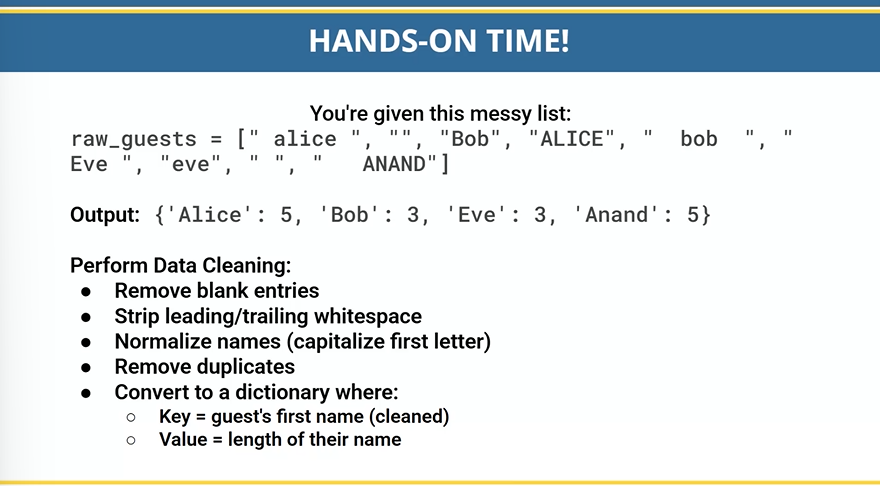 HANDS-ON TIME!
You're given this messy list:
raw_guests = [" alice ", "", "Bob", "ALICE", "  bob  ", "
Eve ", "eve", " ", "   ANAND"]
Output: {'Alice': 5, 'Bob': 3, 'Eve': 3, 'Anand': 5}
Perform Data Cleaning:
● Remove blank entries
● Strip leading/trailing whitespace
● Normalize names (capitalize first letter)
● Remove duplicates
● Convert to a dictionary where:
○ Key = guest's first name (cleaned)
○ Value = length of their name